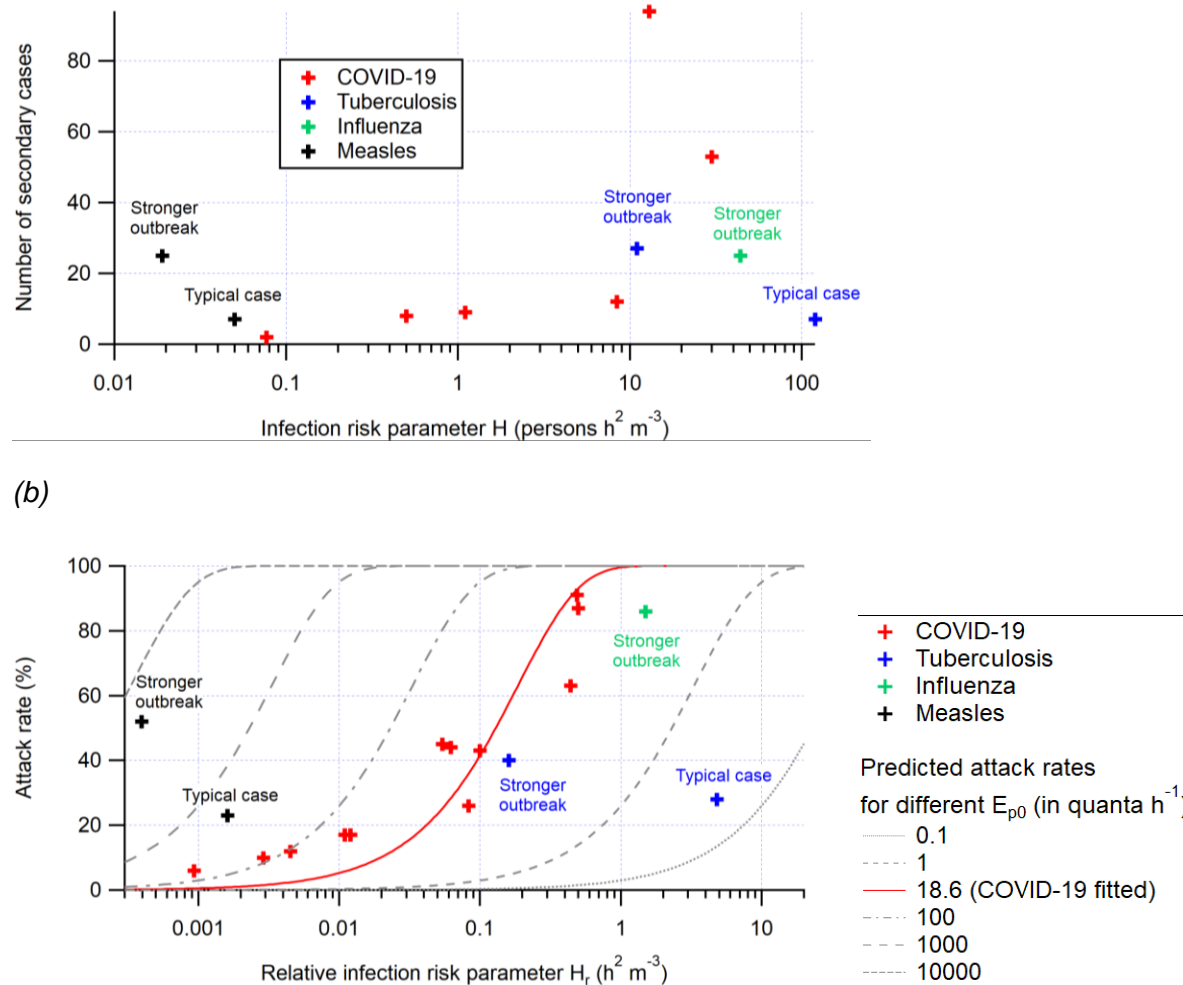 Number of secondary cases
80
60
40
20
0
COVID-19
Tuberculosis
Influenza
Measles
Stronger
outbreak
Typical case
Stronger
outbreak
Stronger
outbreak
Typical case
0.01 0.1 1 10 100
Infection risk parameter H (persons h² m⁻³)
(b)
Attack rate (%)
100
80
60
40
20
0
Stronger
outbreak
Typical case
Stronger
outbreak
Stronger
outbreak
Typical case
0.001 0.01 0.1 1 10
Relative infection risk parameter Hᵣ (h² m⁻³)
COVID-19
Tuberculosis
Influenza
Measles
Predicted attack rates
for different Eₚ₀ (in quanta h⁻¹)
0.1
1
18.6 (COVID-19 fitted)
100
1000
10000